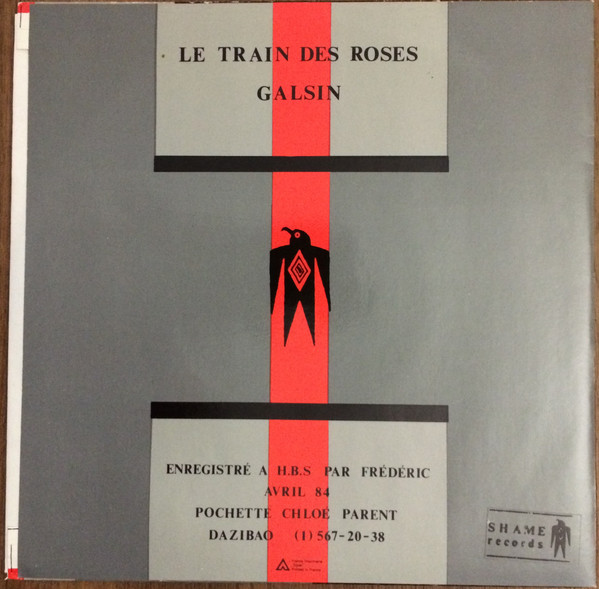 LE TRAIN DES ROSES
GALSIN
ENREGISTRÉ A H.B.S PAR FRÉDÉRIC
AVRIL 84
POCHETTE CHLOÉ PARENT
DAZIBAO (1) 567-20-38
SHAME
records